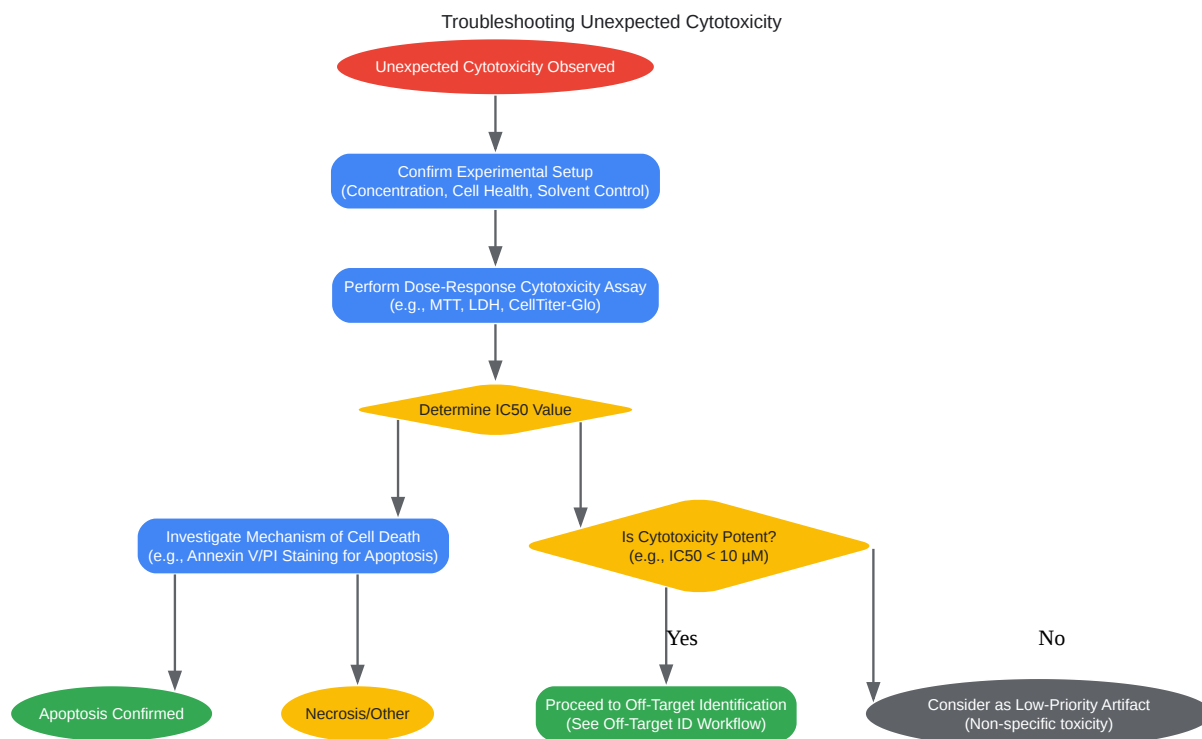 Troubleshooting Unexpected Cytotoxicity
Unexpected Cytotoxicity Observed
Confirm Experimental Setup
(Concentration, Cell Health, Solvent Control)
Perform Dose-Response Cytotoxicity Assay
(e.g., MTT, LDH, CellTiter-Glo)
Determine IC50 Value
Investigate Mechanism of Cell Death
(e.g., Annexin V/PI Staining for Apoptosis)
Is Cytotoxicity Potent?
(e.g., IC50 < 10 µM)
Yes
No
Apoptosis Confirmed
Necrosis/Other
Proceed to Off-Target Identification
(See Off-Target ID Workflow)
Consider as Low-Priority Artifact
(Non-specific toxicity)